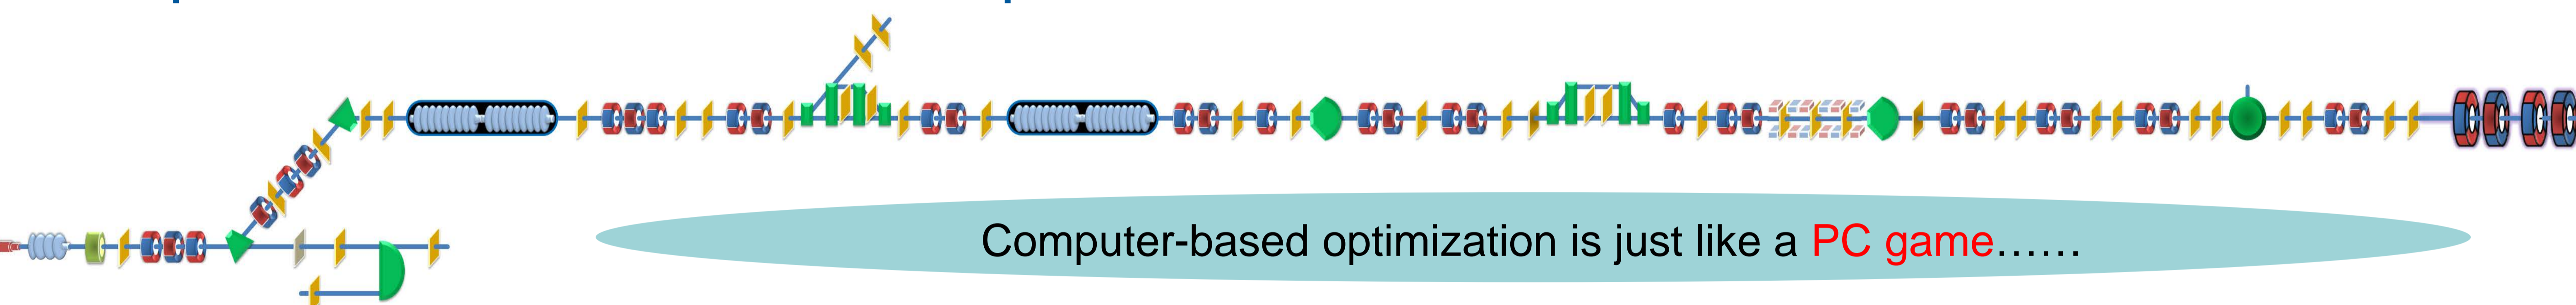 Computer-based optimization is just like a PC game……